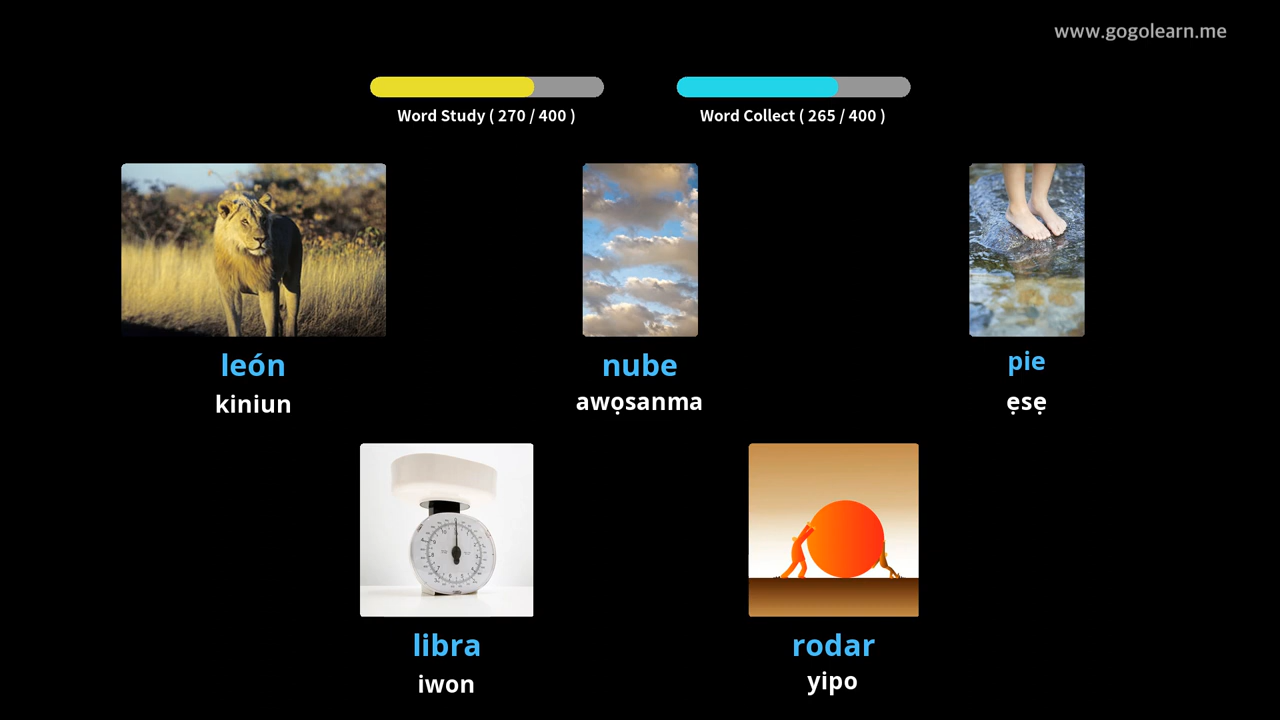 www.gogolearn.me
Word Study ( 270 / 400 )
Word Collect ( 265 / 400 )
león
kiniun
nube
awọsanma
pie
ẹsẹ
libra
iwon
rodar
yipo